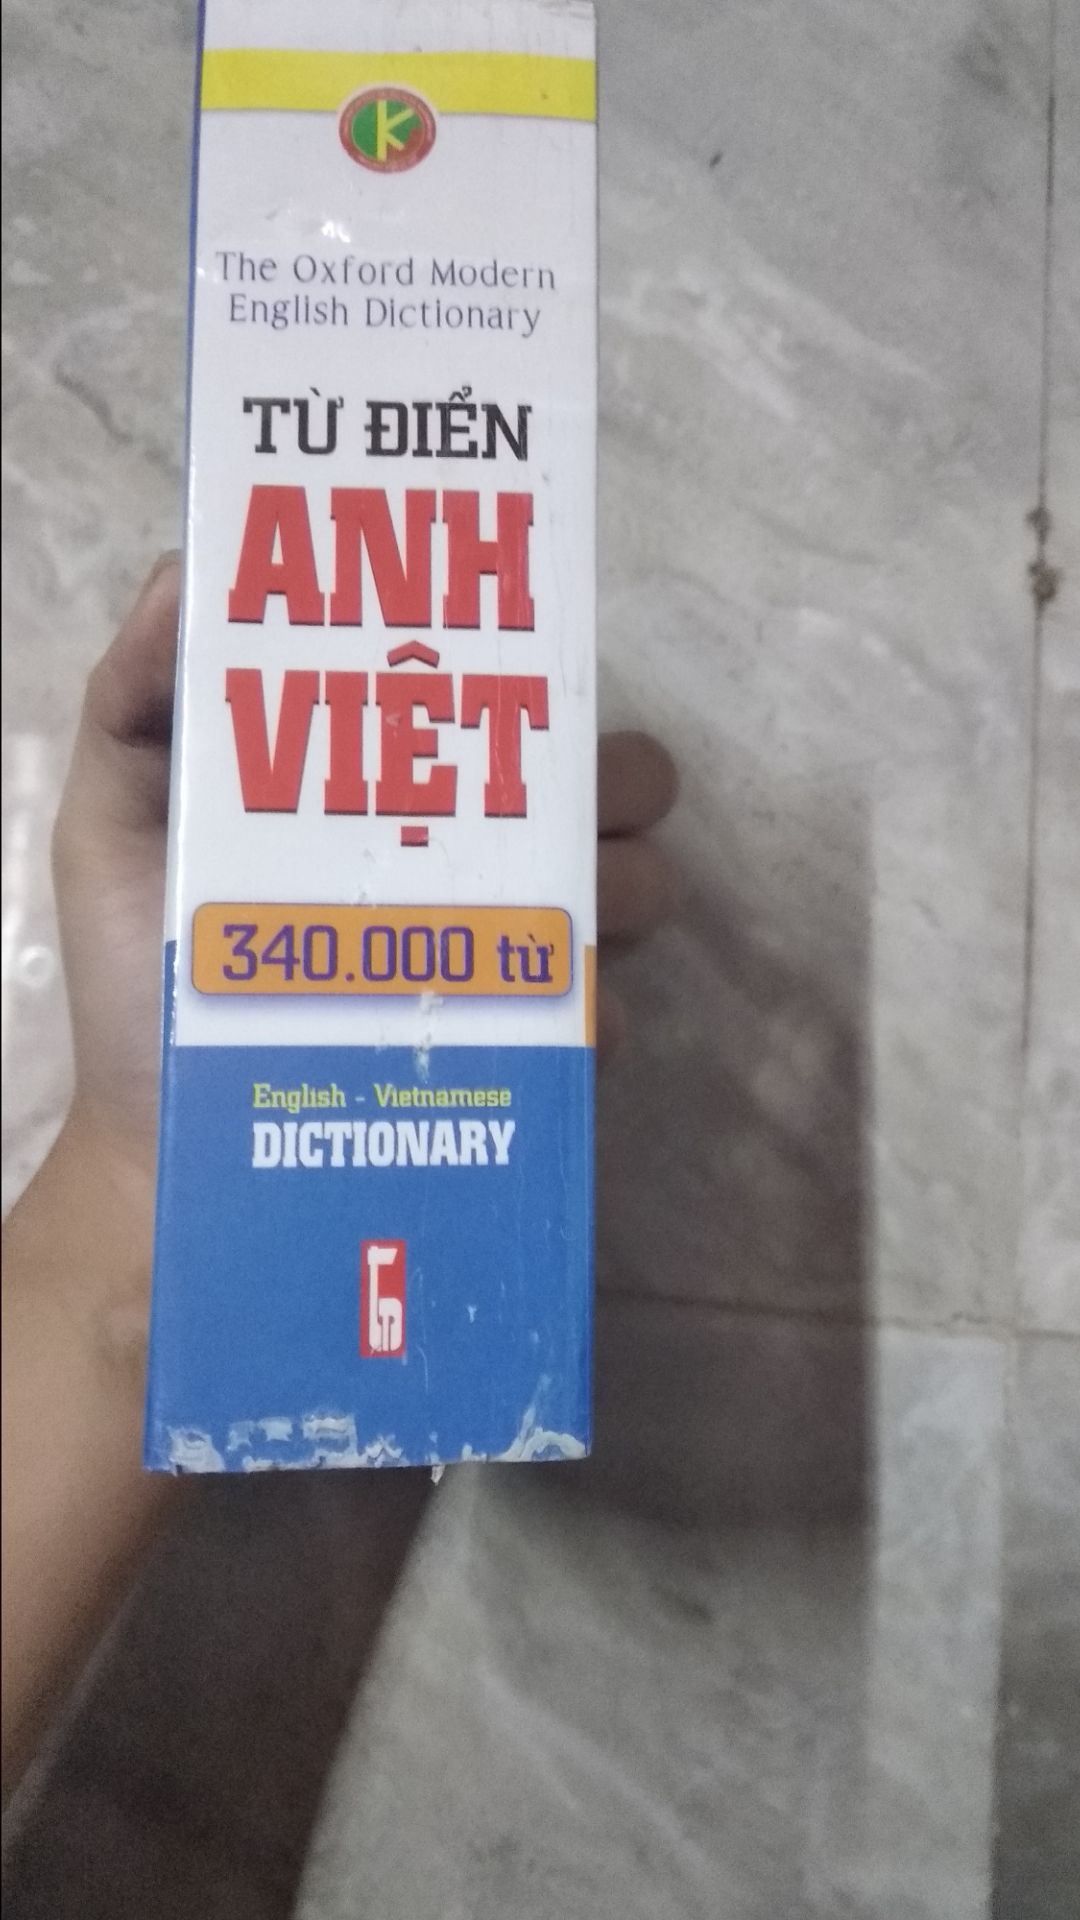 K
The Oxford Modern
English Dictionary
TỪ ĐIỂN
ANH
VIỆT
340.000 từ
English - Vietnamese
DICTIONARY